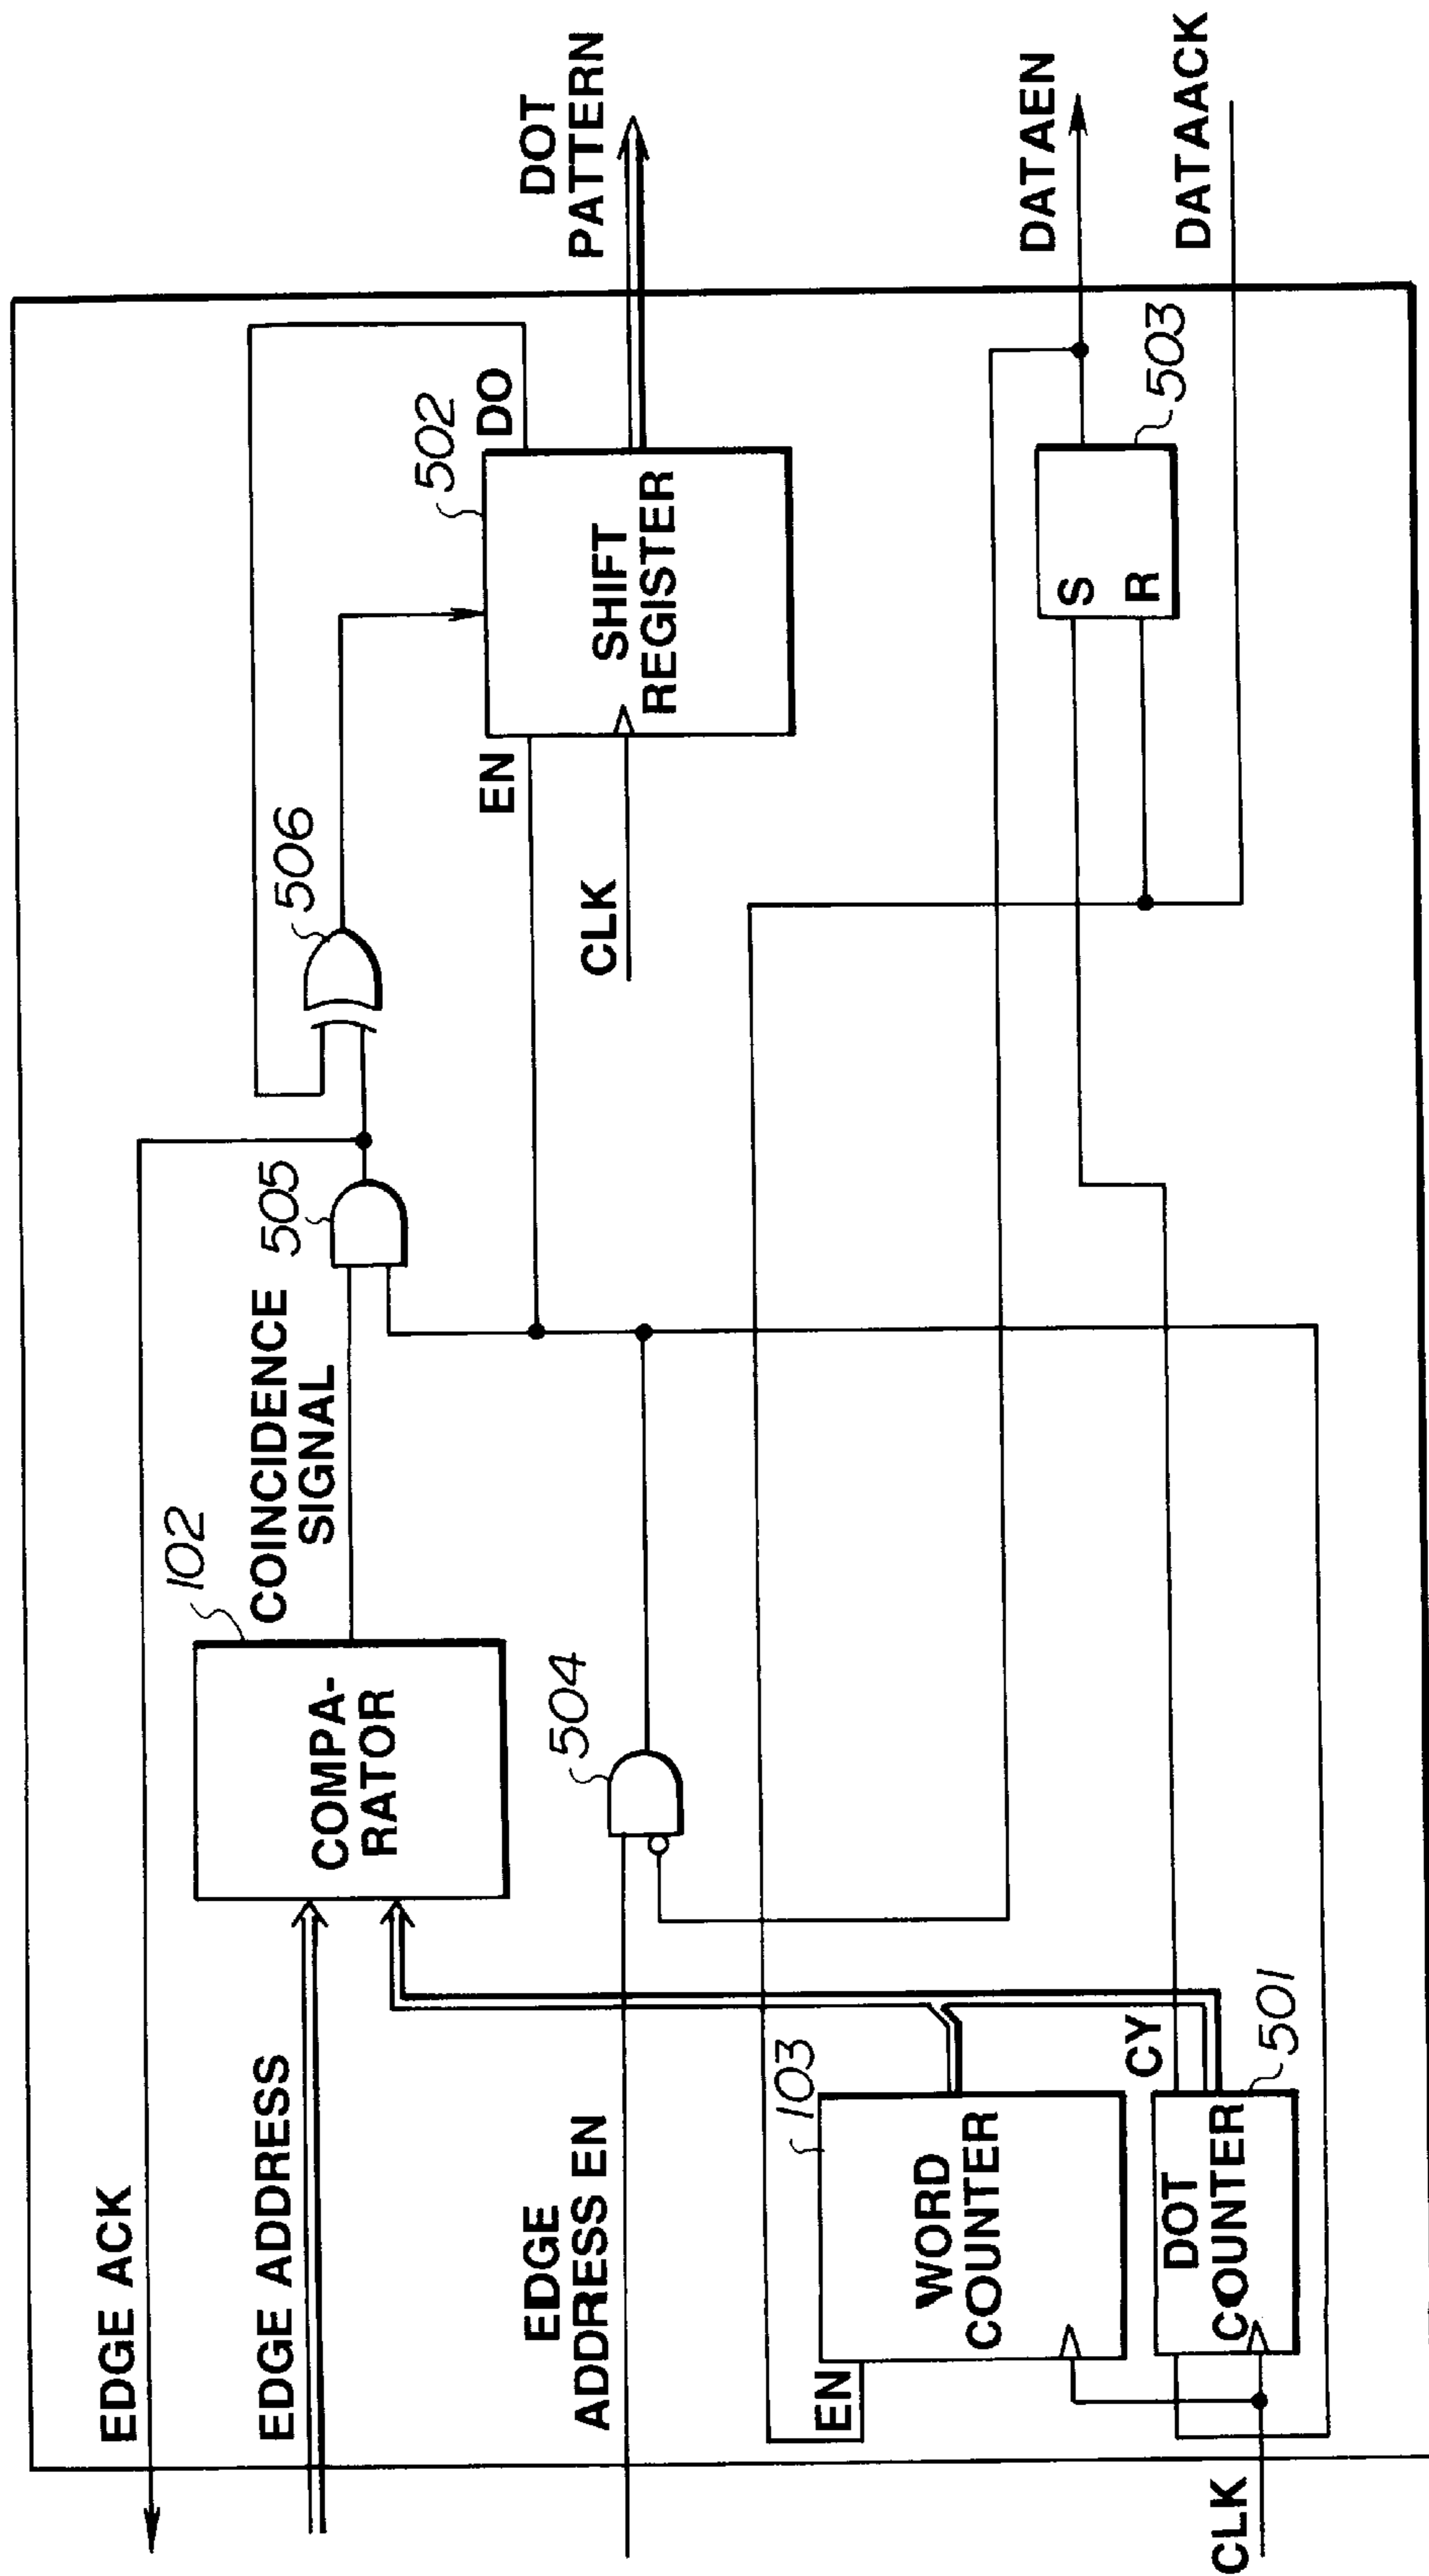 EDGE ACK
EDGE ADDRESS
EDGE
ADDRESS EN
CLK
COMPA-
RATOR
102
COINCIDENCE
SIGNAL
504
505
506
WORD
COUNTER
103
EN
DOT
COUNTER
501
CY
SHIFT
REGISTER
502
EN
CLK
DO
DOT
PATTERN
S
R
503
DATAEN
DATAACK